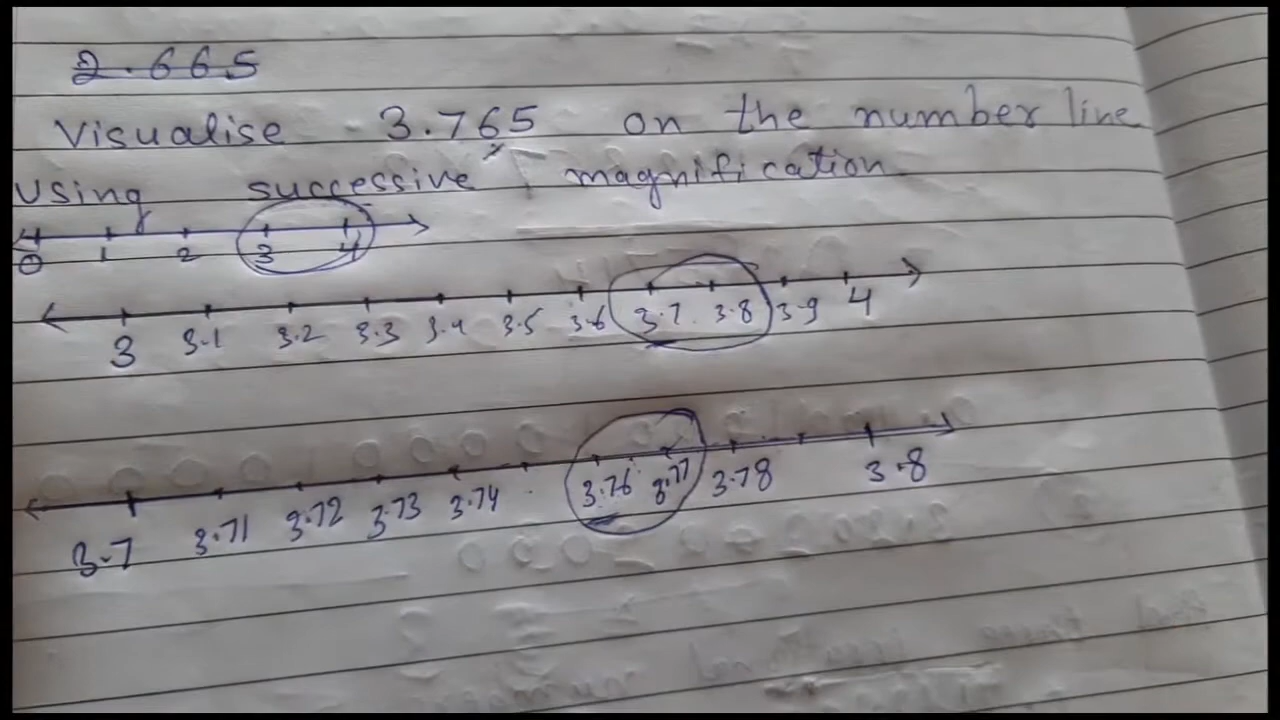 2.665
Visualise 3.765 on the number line
using successive magnification
0 1 2 3 4
3 3.1 3.2 3.3 3.4 3.5 3.6 3.7 3.8 3.9 4
3.7 3.71 3.72 3.73 3.74 3.76 3.77 3.78 3.8